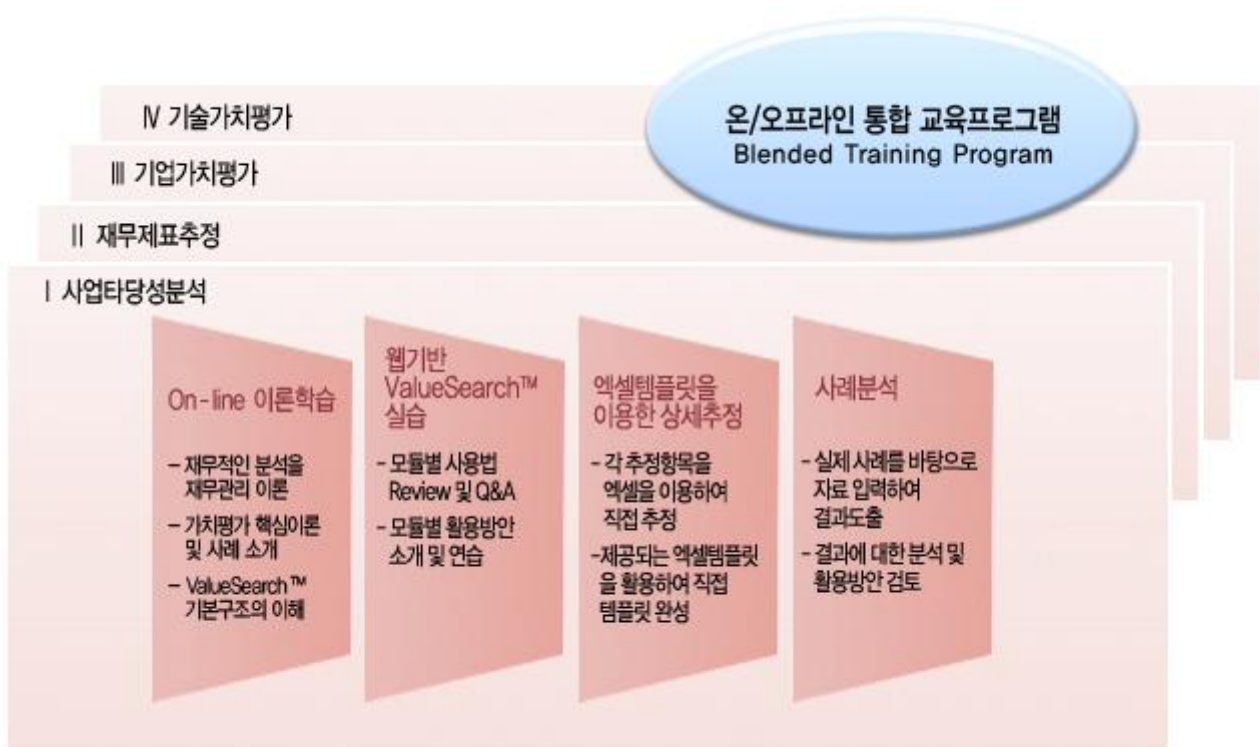 Ⅳ 기술가치평가
온/오프라인 통합 교육프로그램
Blended Training Program
Ⅲ 기업가치평가
Ⅱ 재무제표추정
Ⅰ 사업타당성분석
On-line 이론학습
- 재무적인 분석을
재무관리 이론
- 가치평가 핵심이론
및 사례 소개
- ValueSearch™
기본구조의 이해
웹기반
ValueSearch™
실습
- 모듈별 사용법
Review 및 Q&A
- 모듈별 활용방안
소개 및 연습
엑셀템플릿을
이용한 상세추정
- 각 추정항목을
엑셀을 이용하여
직접 추정
-제공되는 엑셀템플릿
을 활용하여 직접
템플릿 완성
사례분석
- 실제 사례를 바탕으로
자료 입력하여
결과도출
- 결과에 대한 분석 및
활용방안 검토